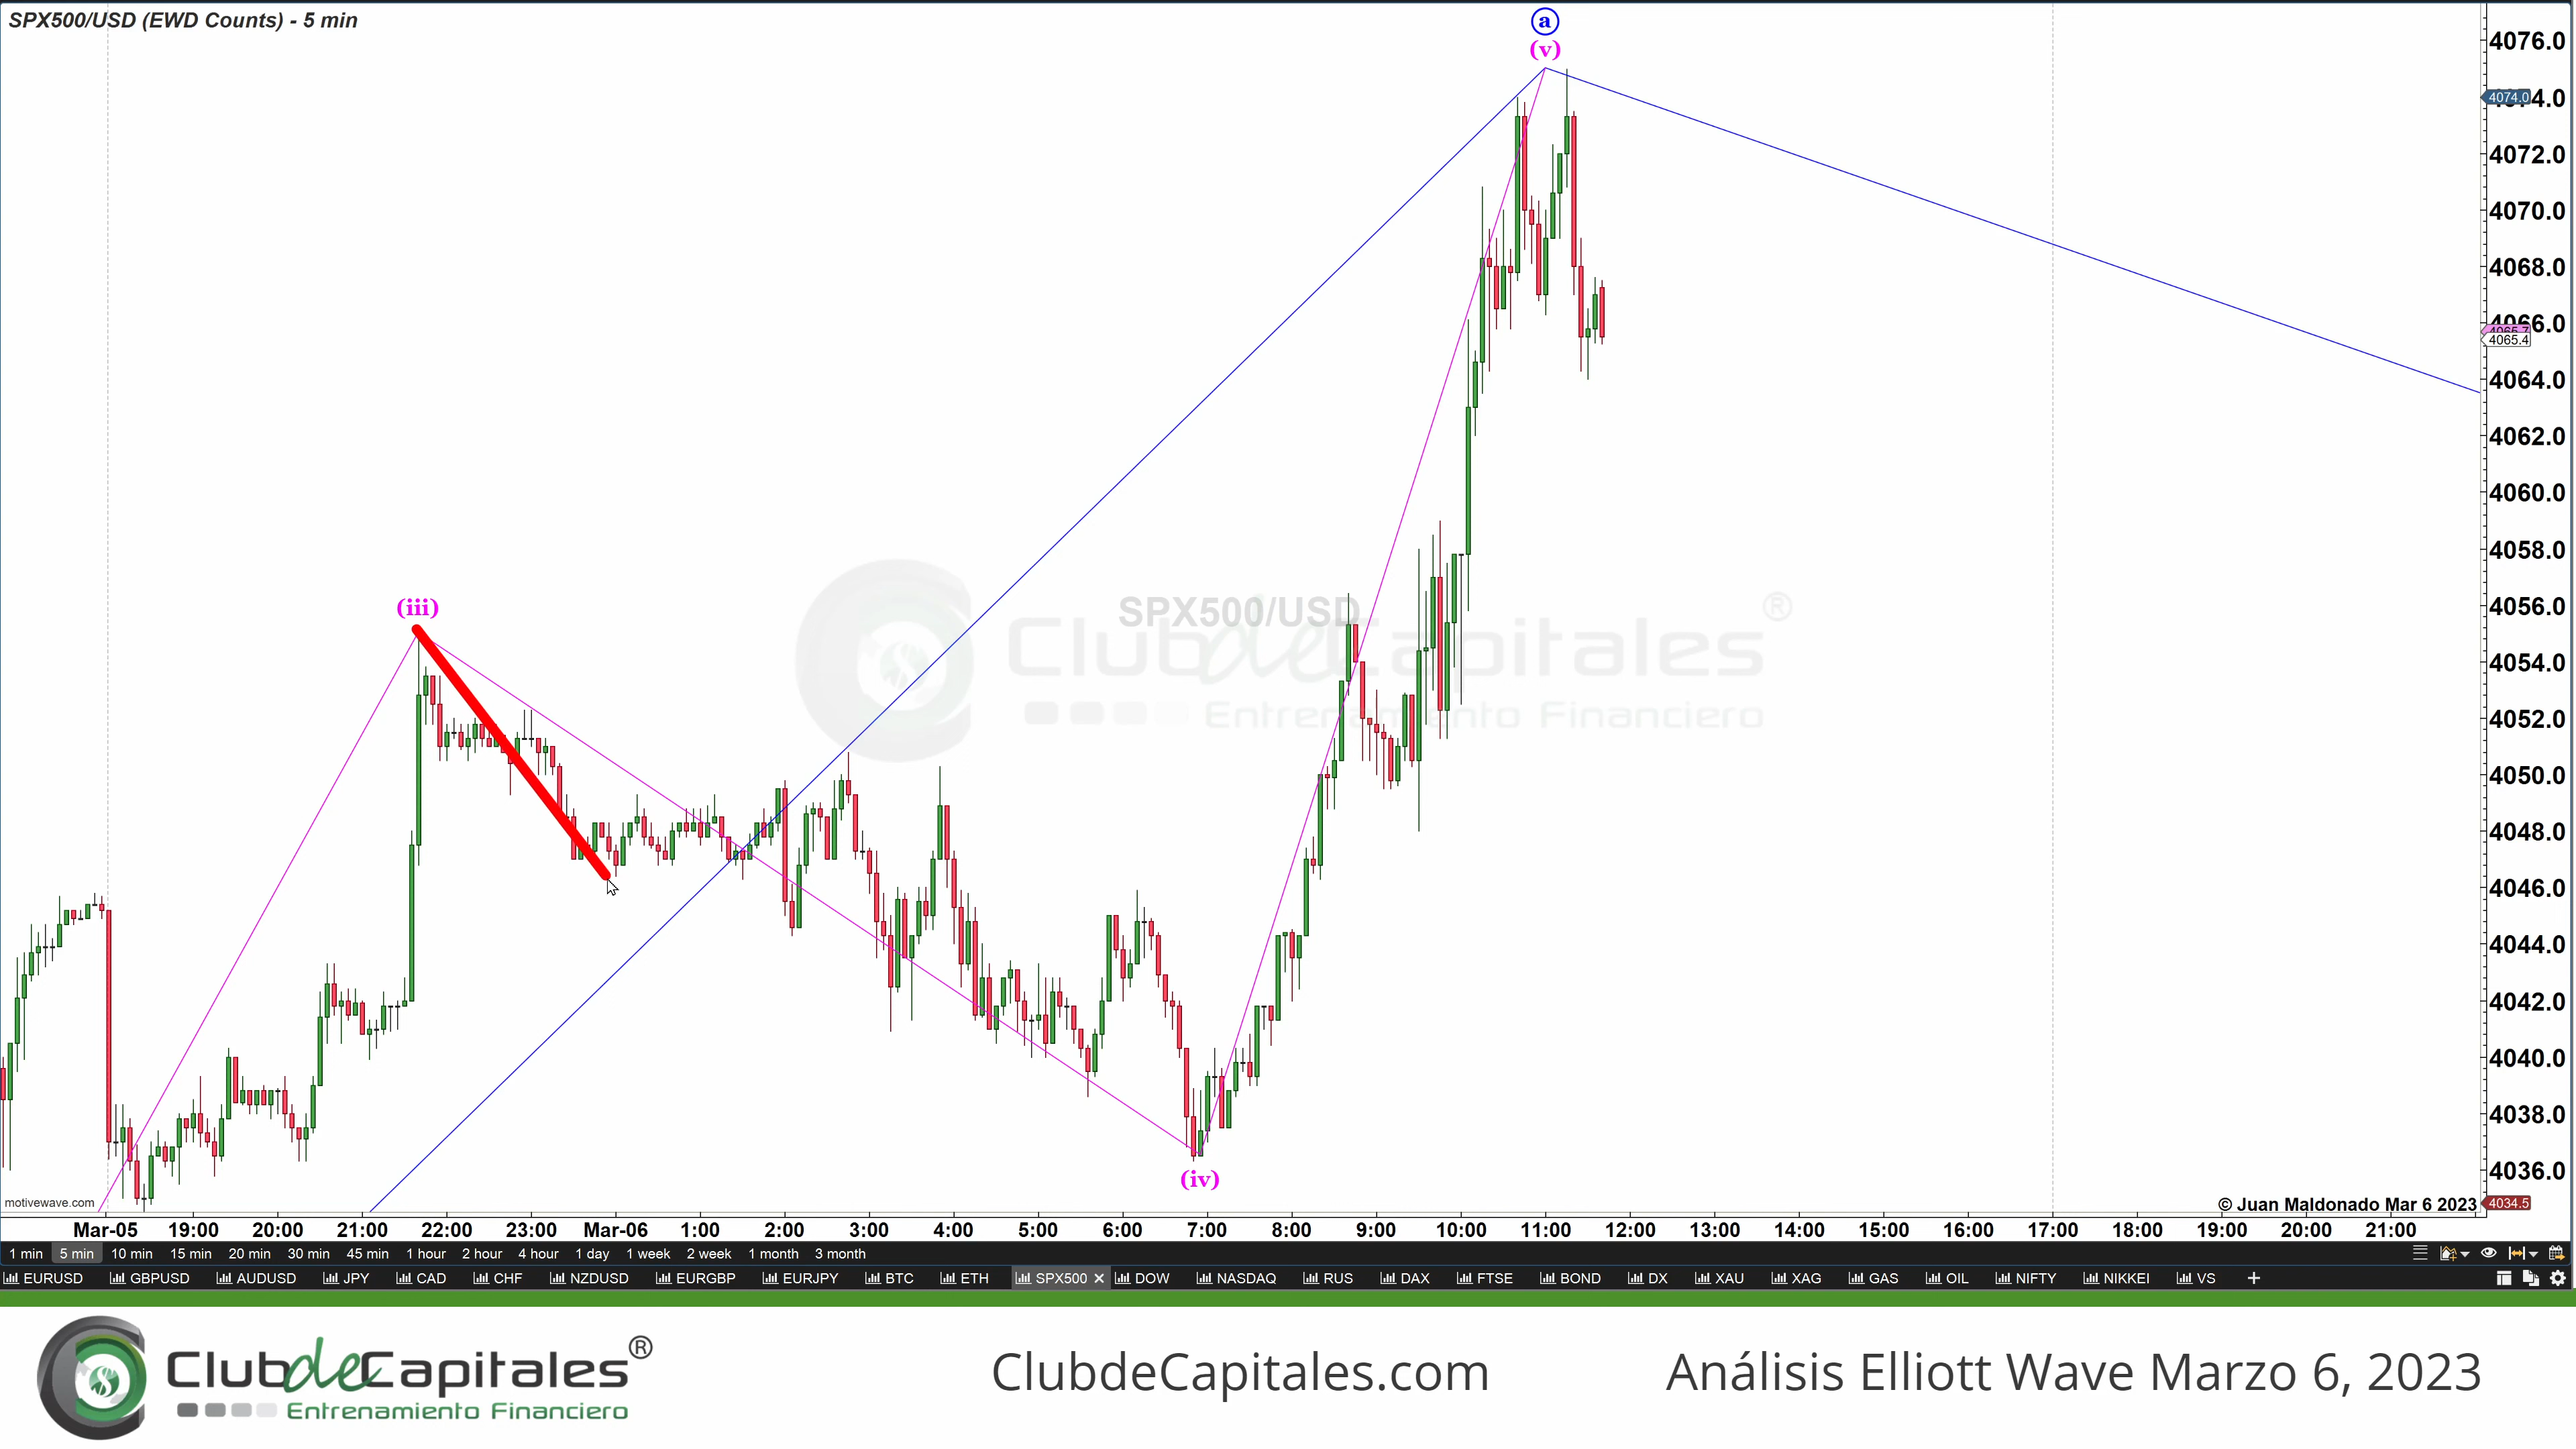 SPX500/USD (EWD Counts) - 5 min
ⓐ
(v)
(iii)
(iv)
SPX500/USD
ClubdeCapitales®
Entrenamiento Financiero
4076.0
4074.0
4074.0
4072.0
4070.0
4068.0
4066.0
4065.7
4065.4
4064.0
4062.0
4060.0
4058.0
4056.0
4054.0
4052.0
4050.0
4048.0
4046.0
4044.0
4042.0
4040.0
4038.0
4036.0
4034.5
motivewave.com
© Juan Maldonado Mar 6 2023
Mar-05 19:00 20:00 21:00 22:00 23:00 Mar-06 1:00 2:00 3:00 4:00 5:00 6:00 7:00 8:00 9:00 10:00 11:00 12:00 13:00 14:00 15:00 16:00 17:00 18:00 19:00 20:00 21:00
1 min 5 min 10 min 15 min 20 min 30 min 45 min 1 hour 2 hour 4 hour 1 day 1 week 2 week 1 month 3 month
EURUSD GBPUSD AUDUSD JPY CAD CHF NZDUSD EURGBP EURJPY BTC ETH SPX500 DOW NASDAQ RUS DAX FTSE BOND DX XAU XAG GAS OIL NIFTY NIKKEI VS
ClubdeCapitales®
Entrenamiento Financiero
ClubdeCapitales.com
Análisis Elliott Wave Marzo 6, 2023